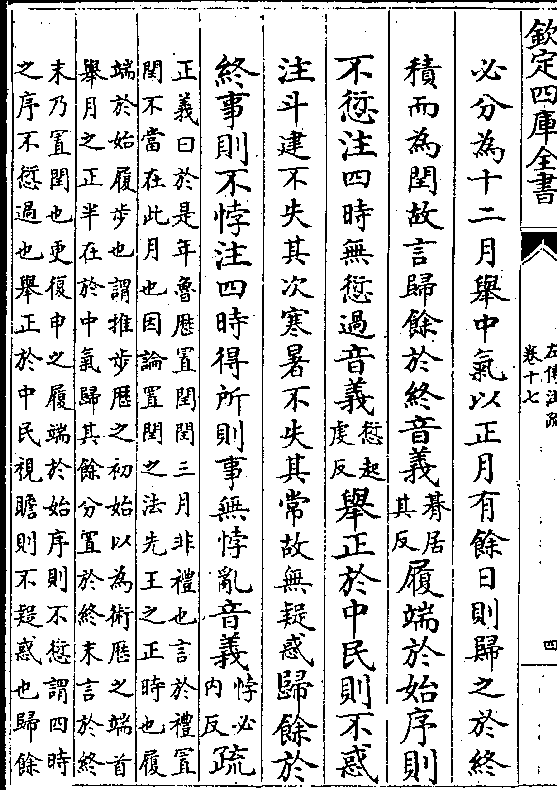 欽定四庫全書
左傳注疏
卷十七
四
必分為十二月舉中氣以正月有餘日則歸之於終
積而為閏故言歸餘於終音義朞居
其反履端於始序則
不愆注四時無愆過音義愆起
虔反舉正於中民則不惑
注斗建不失其次寒暑不失其常故無疑惑歸餘於
終事則不悖注四時得所則事無悖亂音義悖必
內反疏
正義曰於是年魯厯置閏閏三月非禮也言於禮置
閏不當在此月也因論置閏之法先王之正時也履
端於始履步也謂推步厯之初始以為術厯之端首
舉月之正半在於中氣歸其餘分置於終末言於終
末乃置閏也更復申之履端於始序則不愆謂四時
之序不愆過也舉正於中民視瞻則不疑惑也歸餘